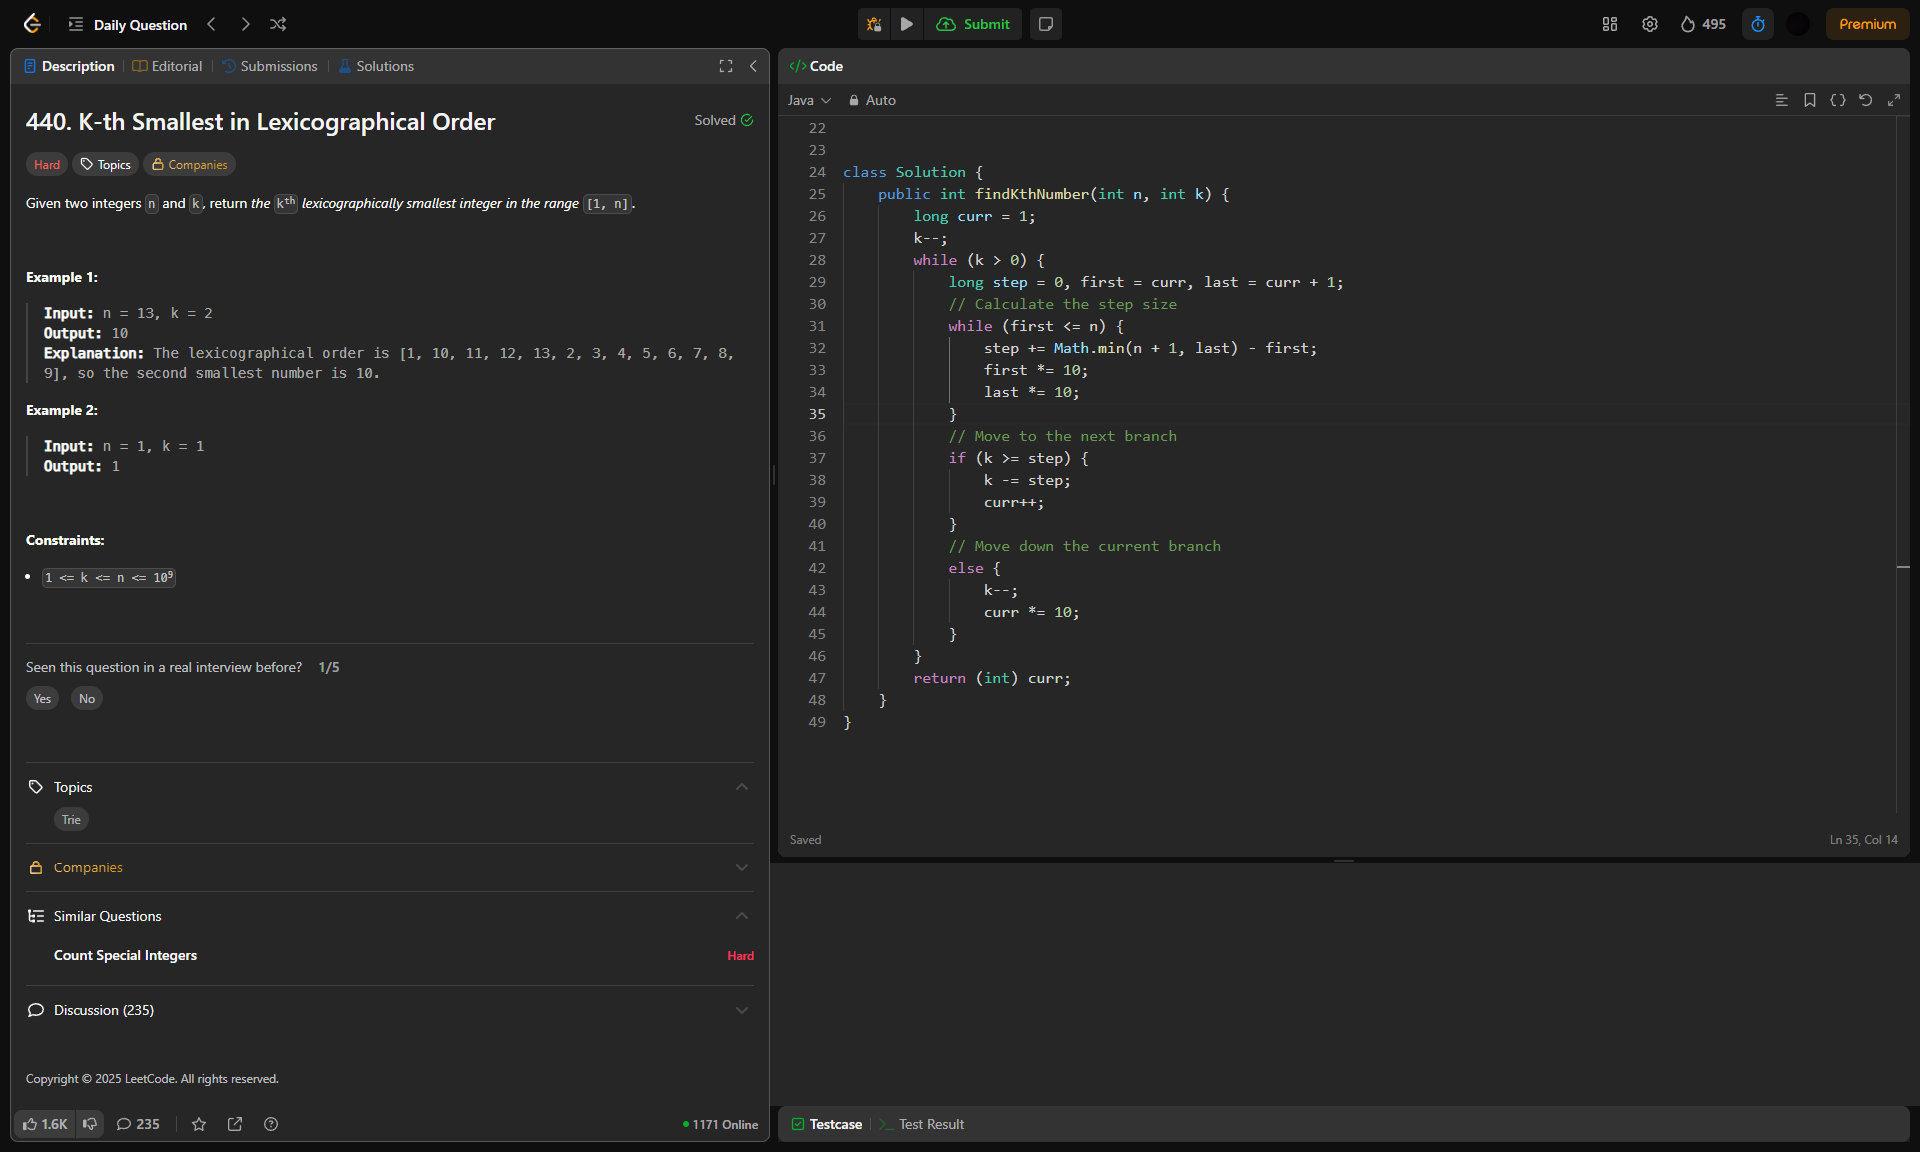 Daily Question
Submit
495
Premium
Description
Editorial
Submissions
Solutions
440. K-th Smallest in Lexicographical Order
Solved
Hard
Topics
Companies
Given two integers n and k, return the kth lexicographically smallest integer in the range [1, n].
Example 1:
Input: n = 13, k = 2
Output: 10
Explanation: The lexicographical order is [1, 10, 11, 12, 13, 2, 3, 4, 5, 6, 7, 8,
9], so the second smallest number is 10.
Example 2:
Input: n = 1, k = 1
Output: 1
Constraints:
1 <= k <= n <= 10⁹
Seen this question in a real interview before? 1/5
Yes
No
Topics
Trie
Companies
Similar Questions
Count Special Integers
Hard
Discussion (235)
Copyright © 2025 LeetCode. All rights reserved.
1.6K
235
1171 Online
</> Code
Java
Auto
22
23
24 class Solution {
25     public int findKthNumber(int n, int k) {
26         long curr = 1;
27         k--;
28         while (k > 0) {
29             long step = 0, first = curr, last = curr + 1;
30             // Calculate the step size
31             while (first <= n) {
32                 step += Math.min(n + 1, last) - first;
33                 first *= 10;
34                 last *= 10;
35             }
36             // Move to the next branch
37             if (k >= step) {
38                 k -= step;
39                 curr++;
40             }
41             // Move down the current branch
42             else {
43                 k--;
44                 curr *= 10;
45             }
46         }
47         return (int) curr;
48     }
49 }
Saved
Ln 35, Col 14
Testcase
Test Result